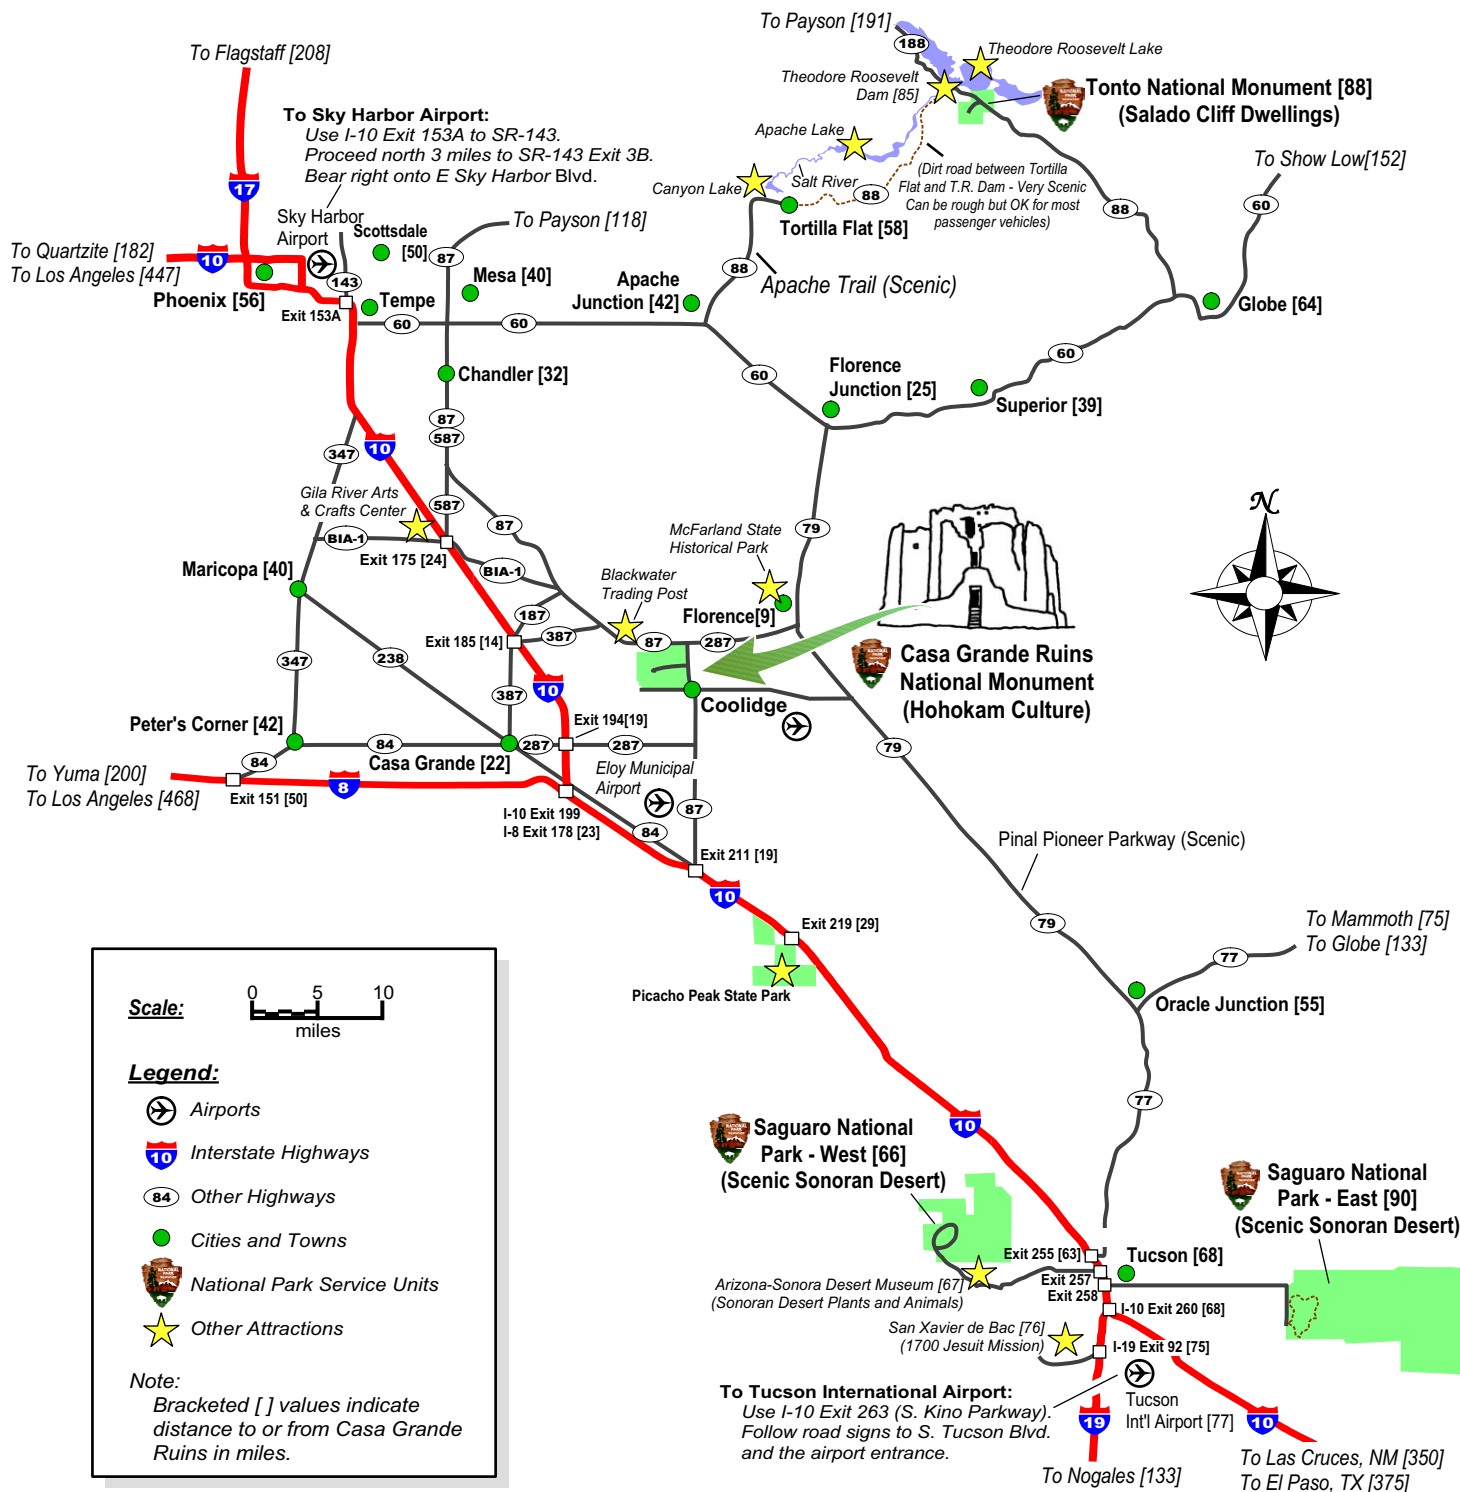 To Payson [191]
188
Theodore Roosevelt Lake
To Flagstaff [208]
Theodore Roosevelt
Dam [85]
Tonto National Monument [88]
(Salado Cliff Dwellings)
To Sky Harbor Airport:
Use I-10 Exit 153A to SR-143.
Proceed north 3 miles to SR-143 Exit 3B.
Bear right onto E Sky Harbor Blvd.
Apache Lake
To Show Low[152]
(Dirt road between Tortilla
Flat and T.R. Dam - Very Scenic
Can be rough but OK for most
passenger vehicles)
Canyon Lake
Salt River
88
17
88
60
Sky Harbor
Airport
Scottsdale
[50]
To Payson [118]
Tortilla Flat [58]
To Quartzite [182]
To Los Angeles [447]
10
87
88
Apache Trail (Scenic)
143
Mesa [40]
Apache
Junction [42]
Phoenix [56]
Exit 153A
Tempe
Globe [64]
60
60
60
Chandler [32]
60
Florence
Junction [25]
Superior [39]
87
587
347
10
Gila River Arts
& Crafts Center
587
87
79
McFarland State
Historical Park
N
BIA-1
Exit 175 [24]
BIA-1
Maricopa [40]
Blackwater
Trading Post
Florence[9]
187
387
Exit 185 [14]
87
287
238
347
387
10
Casa Grande Ruins
National Monument
(Hohokam Culture)
Coolidge
Peter's Corner [42]
Exit 194[19]
84
287
287
79
84
Casa Grande [22]
Eloy Municipal
Airport
To Yuma [200]
To Los Angeles [468]
8
Exit 151 [50]
I-10 Exit 199
I-8 Exit 178 [23]
87
84
Exit 211 [19]
Pinal Pioneer Parkway (Scenic)
10
Exit 219 [29]
79
To Mammoth [75]
To Globe [133]
77
Picacho Peak State Park
Oracle Junction [55]
77
10
Scale:
0
5
10
miles
Legend:
Airports
10
Interstate Highways
84
Other Highways
Cities and Towns
NATIONAL
PARK
SERVICE
National Park Service Units
Other Attractions
Note:
Bracketed [ ] values indicate
distance to or from Casa Grande
Ruins in miles.
Saguaro National
Park - West [66]
(Scenic Sonoran Desert)
Saguaro National
Park - East [90]
(Scenic Sonoran Desert)
Exit 255 [63]
Tucson [68]
Exit 257
Exit 258
Arizona-Sonora Desert Museum [67]
(Sonoran Desert Plants and Animals)
I-10 Exit 260 [68]
San Xavier de Bac [76]
(1700 Jesuit Mission)
I-19 Exit 92 [75]
To Tucson International Airport:
Use I-10 Exit 263 (S. Kino Parkway).
Follow road signs to S. Tucson Blvd.
and the airport entrance.
Tucson
Int'l Airport [77]
19
10
To Nogales [133]
To Las Cruces, NM [350]
To El Paso, TX [375]